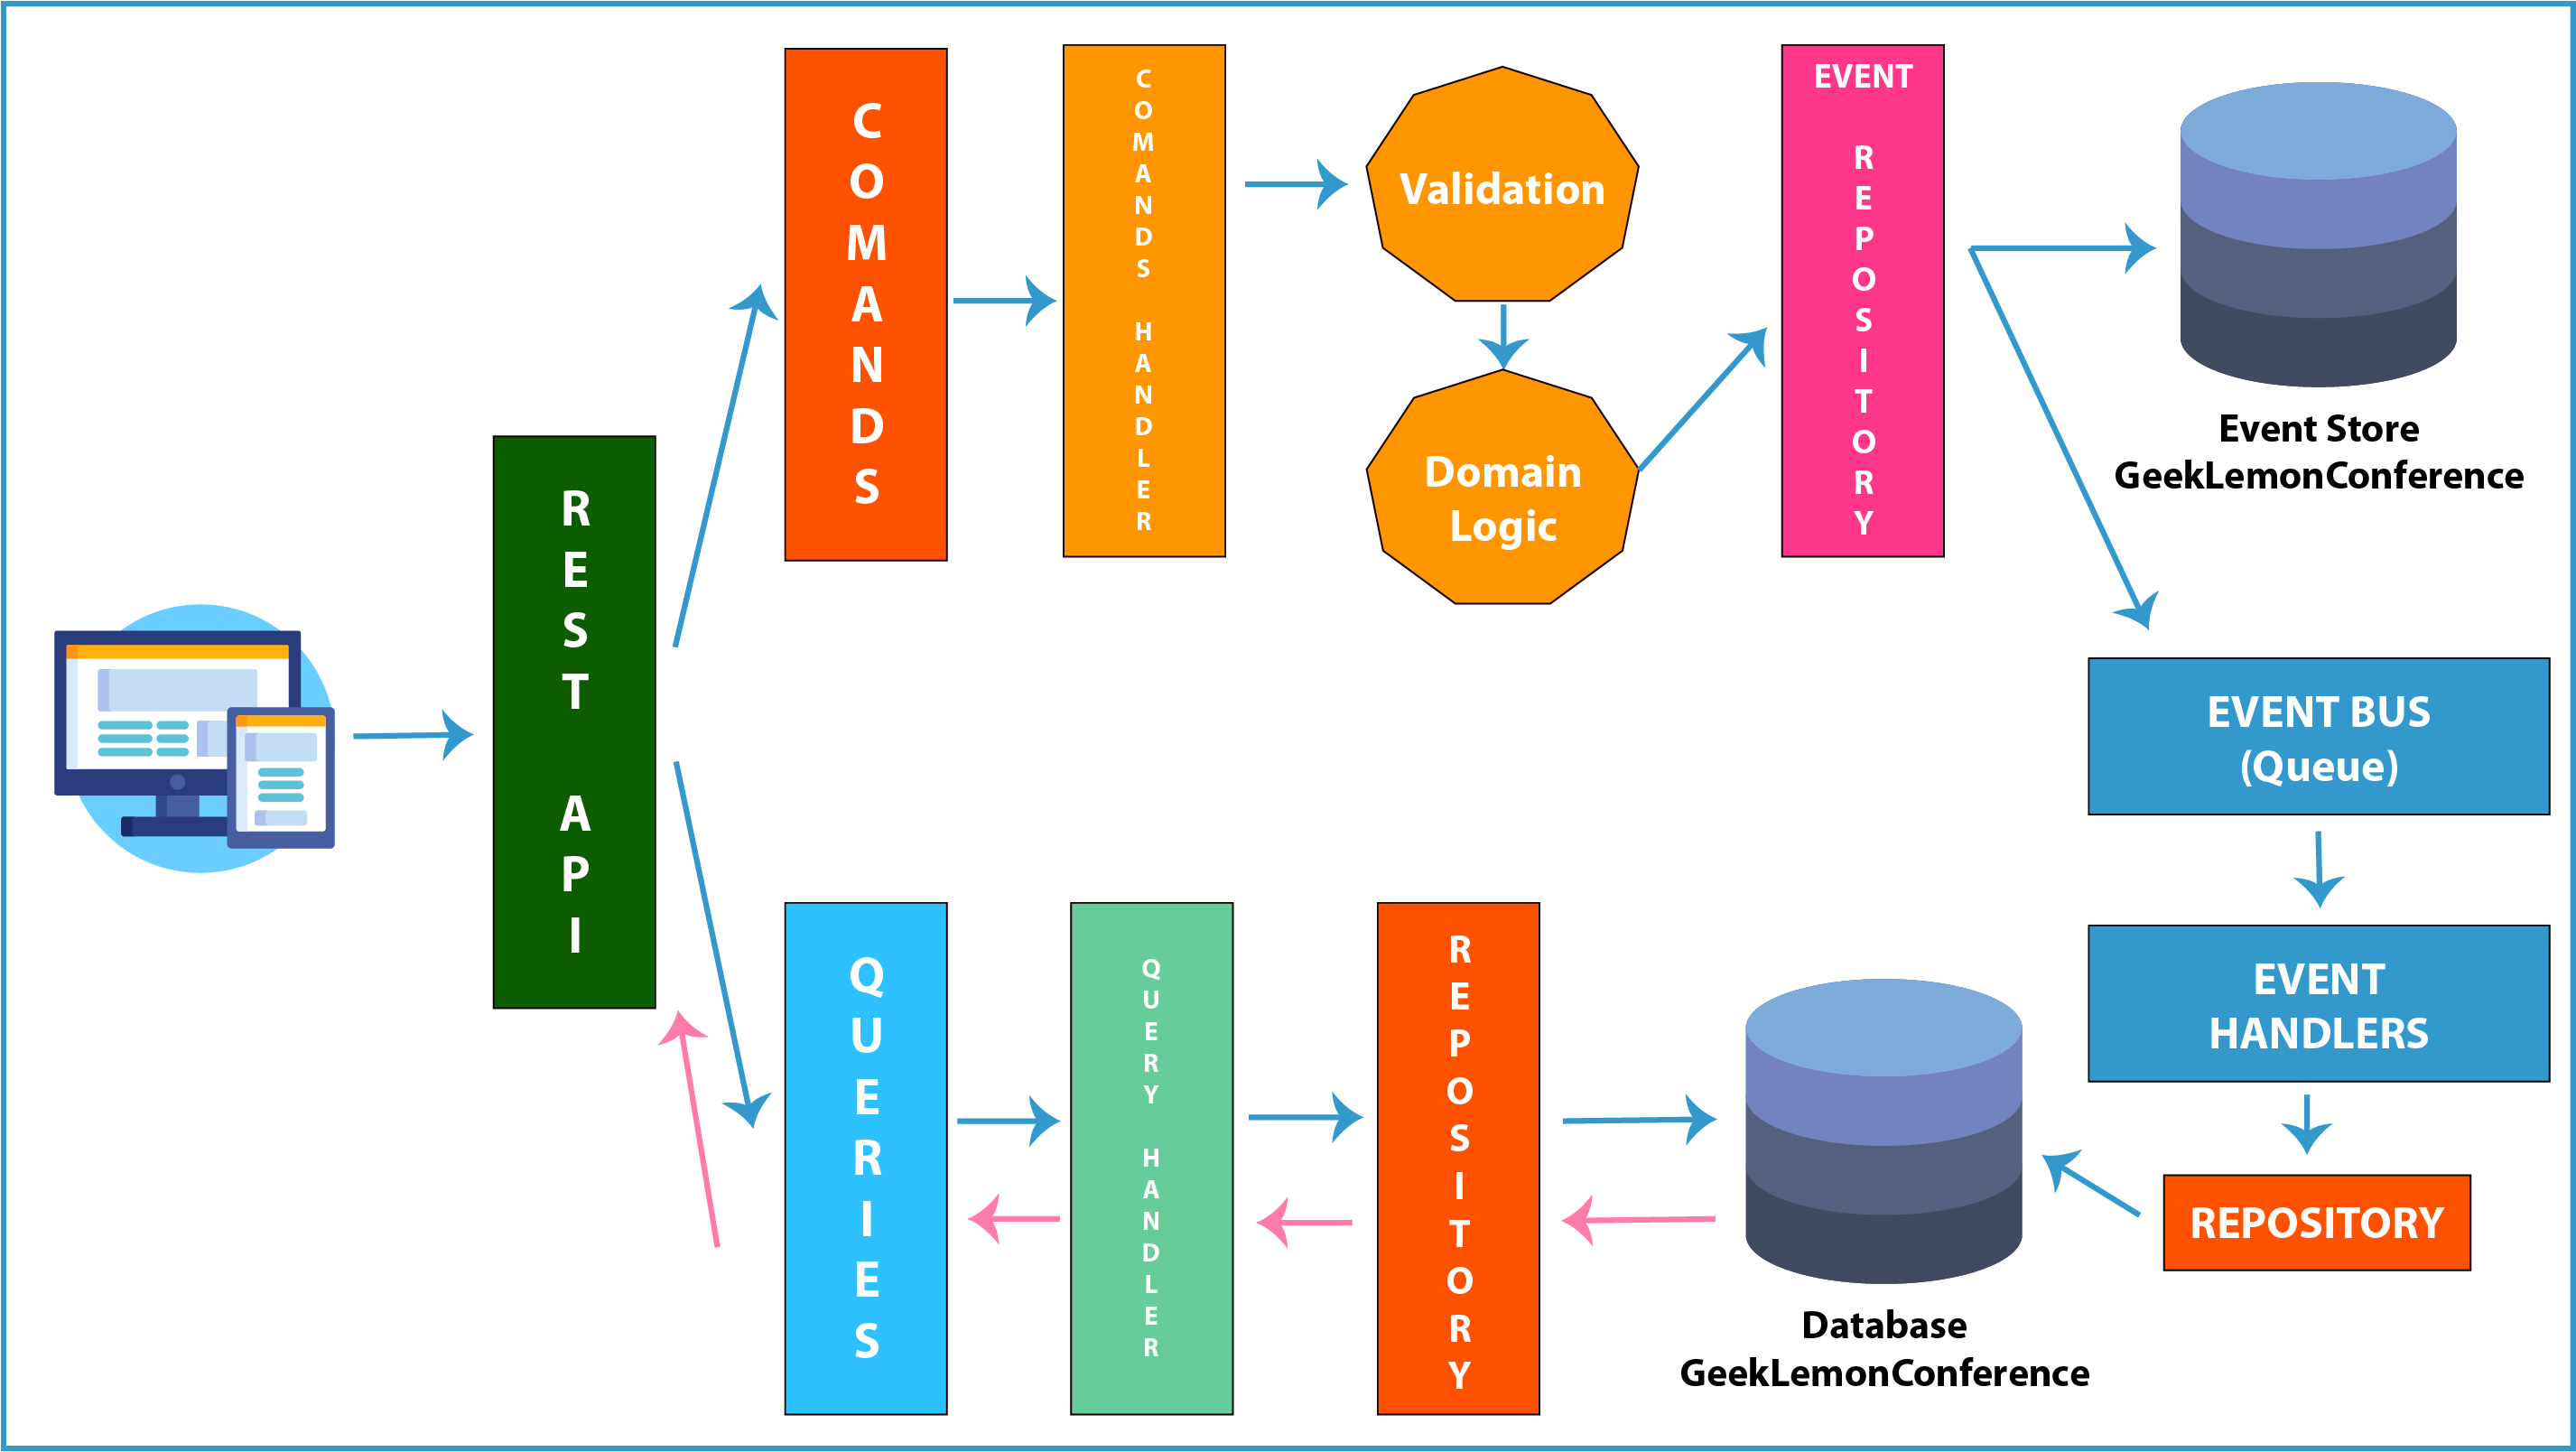 REST API
COMANDS
COMANDS HANDLER
Validation
Domain
Logic
EVENT
REPOSITORY
Event Store
GeekLemonConference
EVENT BUS
(Queue)
EVENT
HANDLERS
REPOSITORY
QUERIES
QUERY HANDLER
REPOSITORY
Database
GeekLemonConference